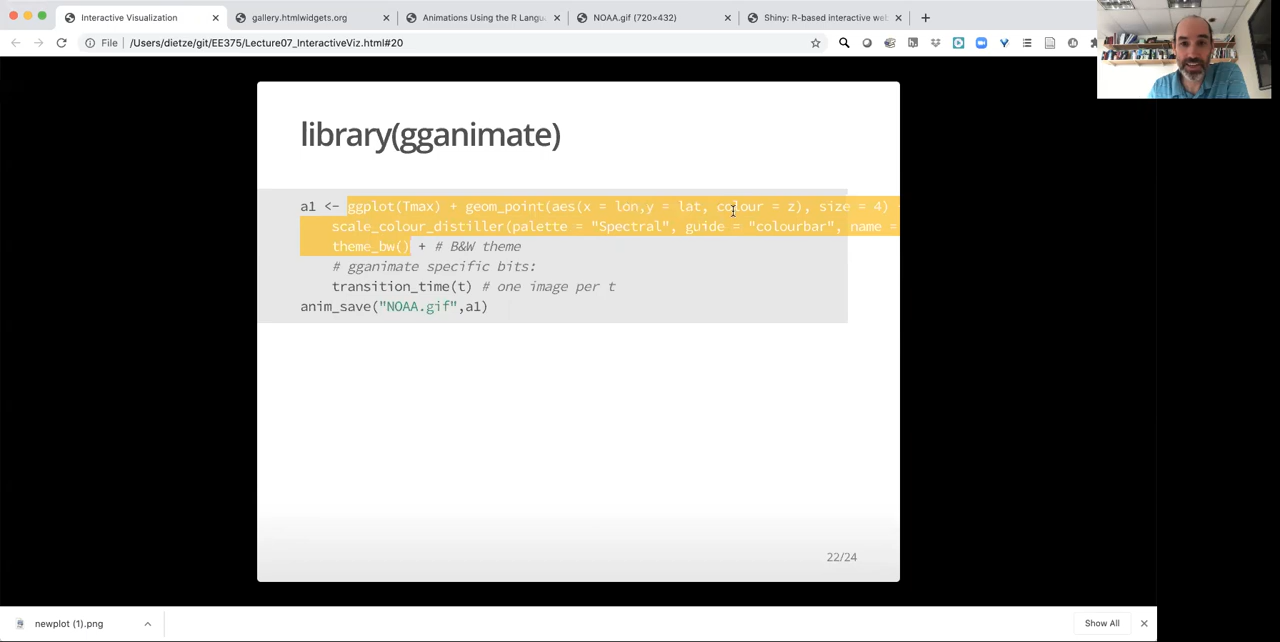 Interactive Visualization
gallery.htmlwidgets.org
Animations Using the R Langu
NOAA.gif (720×432)
Shiny: R-based interactive web
File | /Users/dietze/git/EE375/Lecture07_InteractiveViz.html#20
library(gganimate)
a1 <- ggplot(Tmax) + geom_point(aes(x = lon,y = lat, colour = z), size = 4)
scale_colour_distiller(palette = "Spectral", guide = "colourbar", name =
theme_bw() + # B&W theme
# gganimate specific bits:
transition_time(t) # one image per t
anim_save("NOAA.gif",a1)
22/24
newplot (1).png
Show All